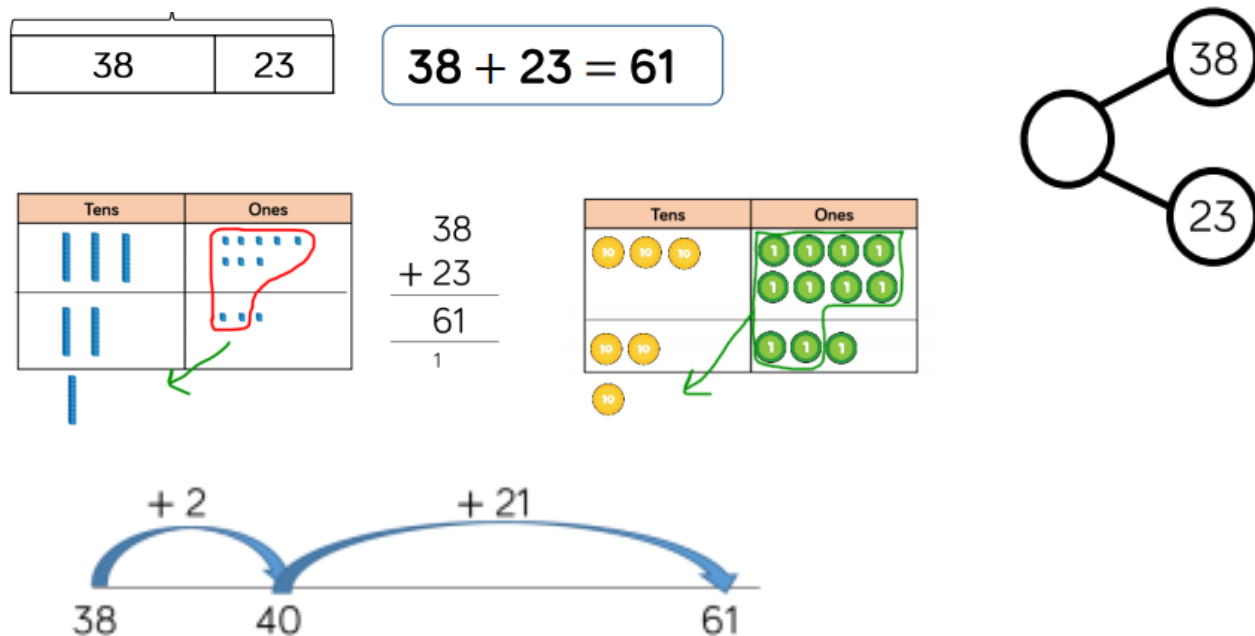 38 23
38 + 23 = 61
38
23
Tens Ones
38
+ 23
61
1
Tens Ones
10 10 10 1 1 1 1
1 1 1 1
10 10 1 1 1
10
+ 2 + 21
38 40 61